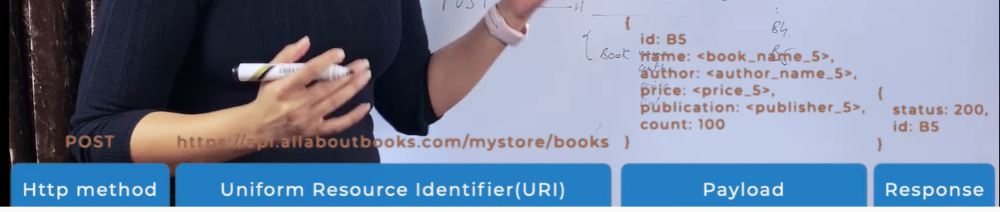 POST
{
id: B5
name: <book_name_5>,
author: <author_name_5>,
price: <price_5>,
publication: <publisher_5>,
count: 100
}
{
status: 200,
id: B5
}
POST
https://api.allaboutbooks.com/mystore/books
Http method
Uniform Resource Identifier(URI)
Payload
Response
{ Book
B4.
B5